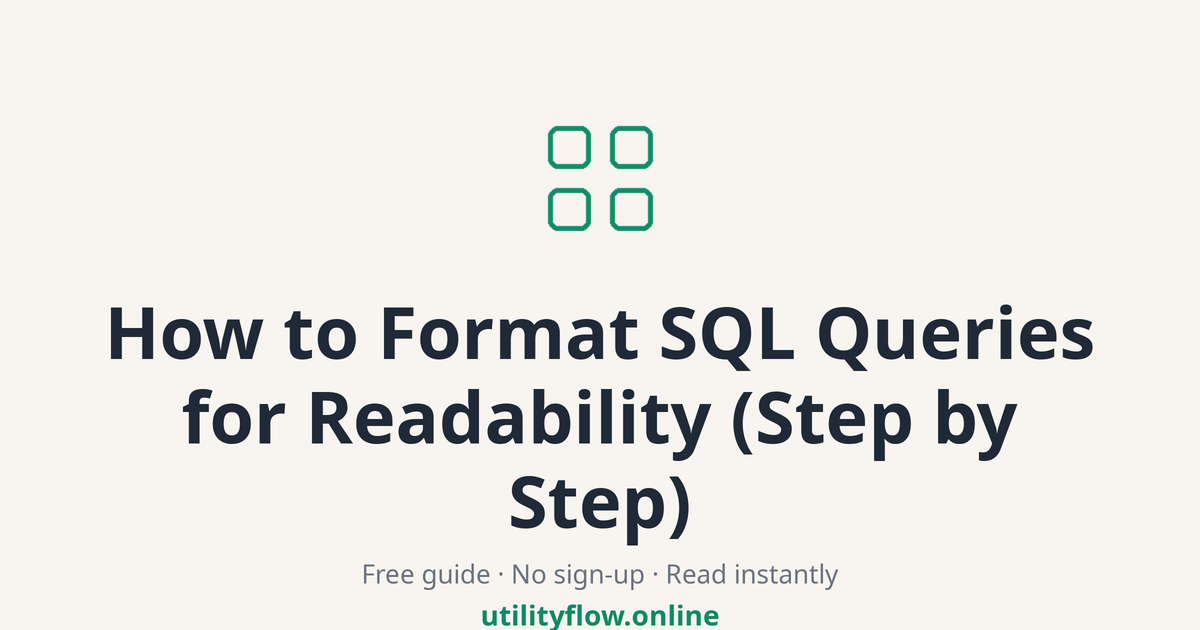 How to Format SQL Queries
for Readability (Step by
Step)
Free guide · No sign-up · Read instantly
utilityflow.online